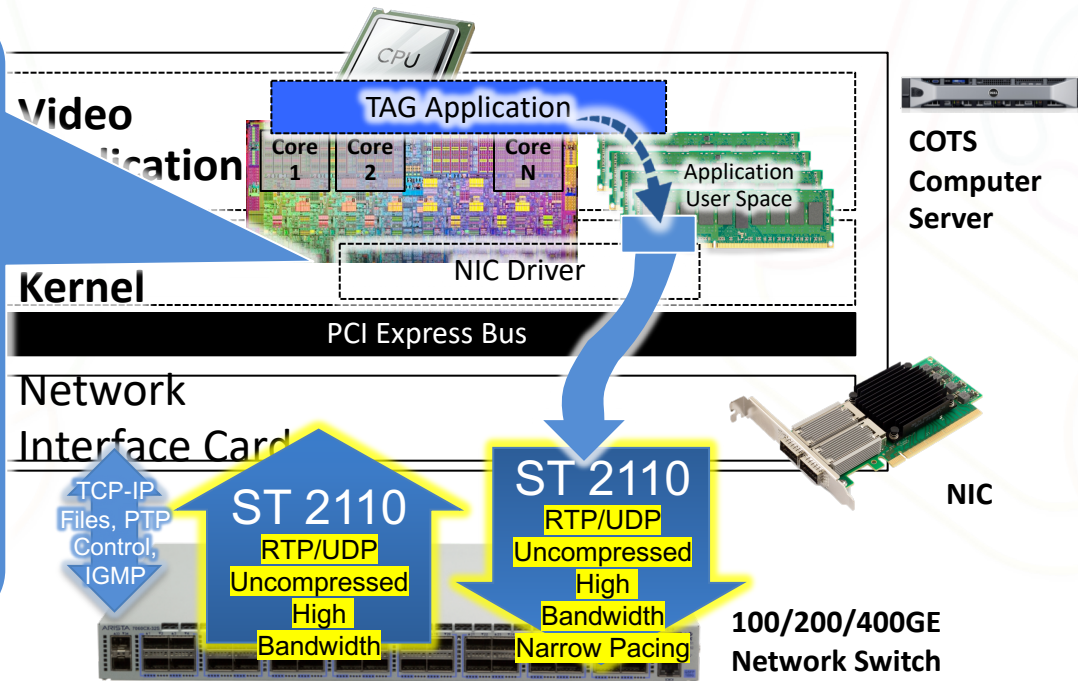 CPU
Video
TAG Application
Core
1
Core
2
Core
N
Application
User Space
NIC Driver
Kernel
PCI Express Bus
Network
Interface Card
TCP-IP
Files, PTP
Control,
IGMP
ST 2110
RTP/UDP
Uncompressed
High
Bandwidth
ST 2110
RTP/UDP
Uncompressed
High
Bandwidth
Narrow Pacing
COTS
Computer
Server
NIC
100/200/400GE
Network Switch
ARISTA